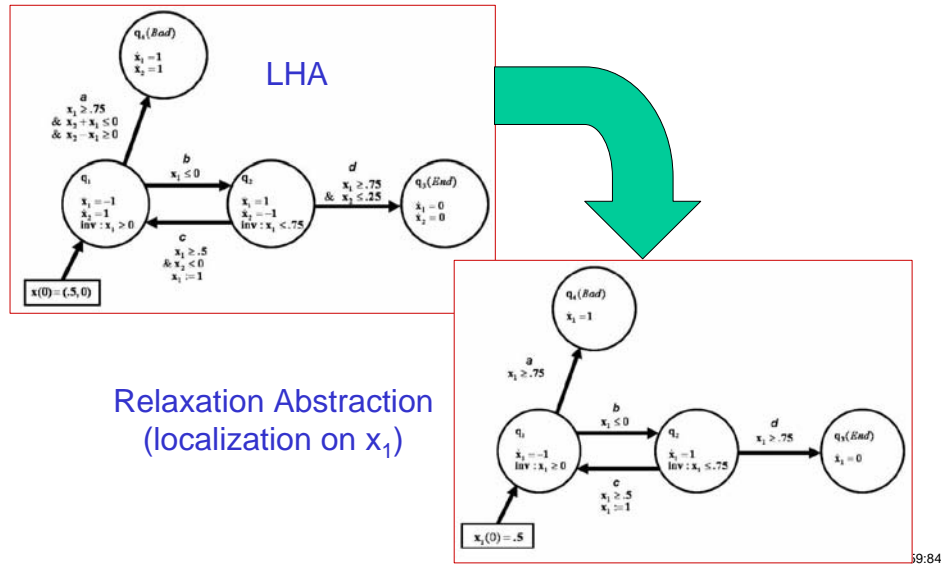 q₄(Bad)
ẋ₁ = 1
ẋ₂ = 1
LHA
a
x₁ ≥ .75
& x₂ + x₁ ≤ 0
& x₂ − x₁ ≥ 0
b
x₁ ≤ 0
d
x₁ ≥ .75
& x₂ ≤ .25
q₁
ẋ₁ = −1
ẋ₂ = 1
inv : x₁ ≥ 0
q₂
ẋ₁ = 1
ẋ₂ = −1
inv : x₁ ≤ .75
q₃(End)
ẋ₁ = 0
ẋ₂ = 0
c
x₁ ≥ .5
& x₂ < 0
x₁ := 1
x(0) = (.5, 0)
Relaxation Abstraction
(localization on x₁)
q₄(Bad)
ẋ₁ = 1
a
x₁ ≥ .75
b
x₁ ≤ 0
d
x₁ ≥ .75
q₁
ẋ₁ = −1
inv : x₁ ≥ 0
q₂
ẋ₁ = 1
inv : x₁ ≤ .75
q₃(End)
ẋ₁ = 0
c
x₁ ≥ .5
x₁ := 1
x₁(0) = .5
59:84